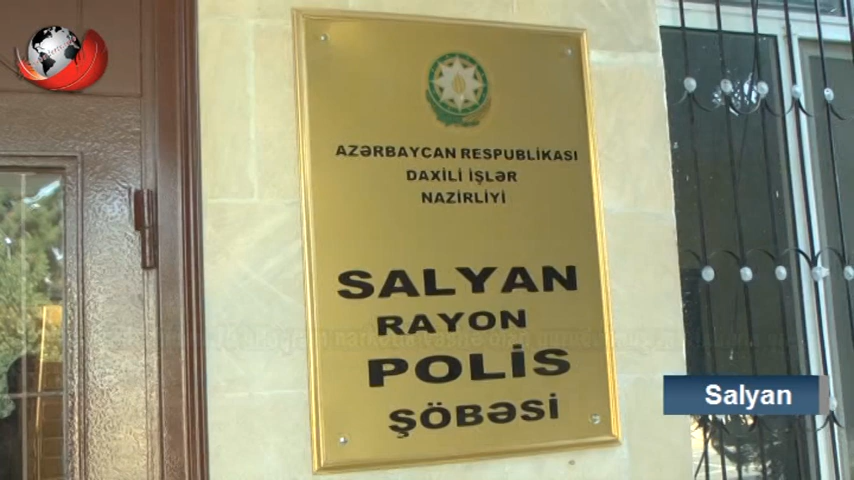 AZƏRBAYCAN RESPUBLİKASI
DAXİLİ İŞLƏR
NAZİRLİYİ
SALYAN
RAYON
POLİS
ŞÖBƏSİ
Salyan